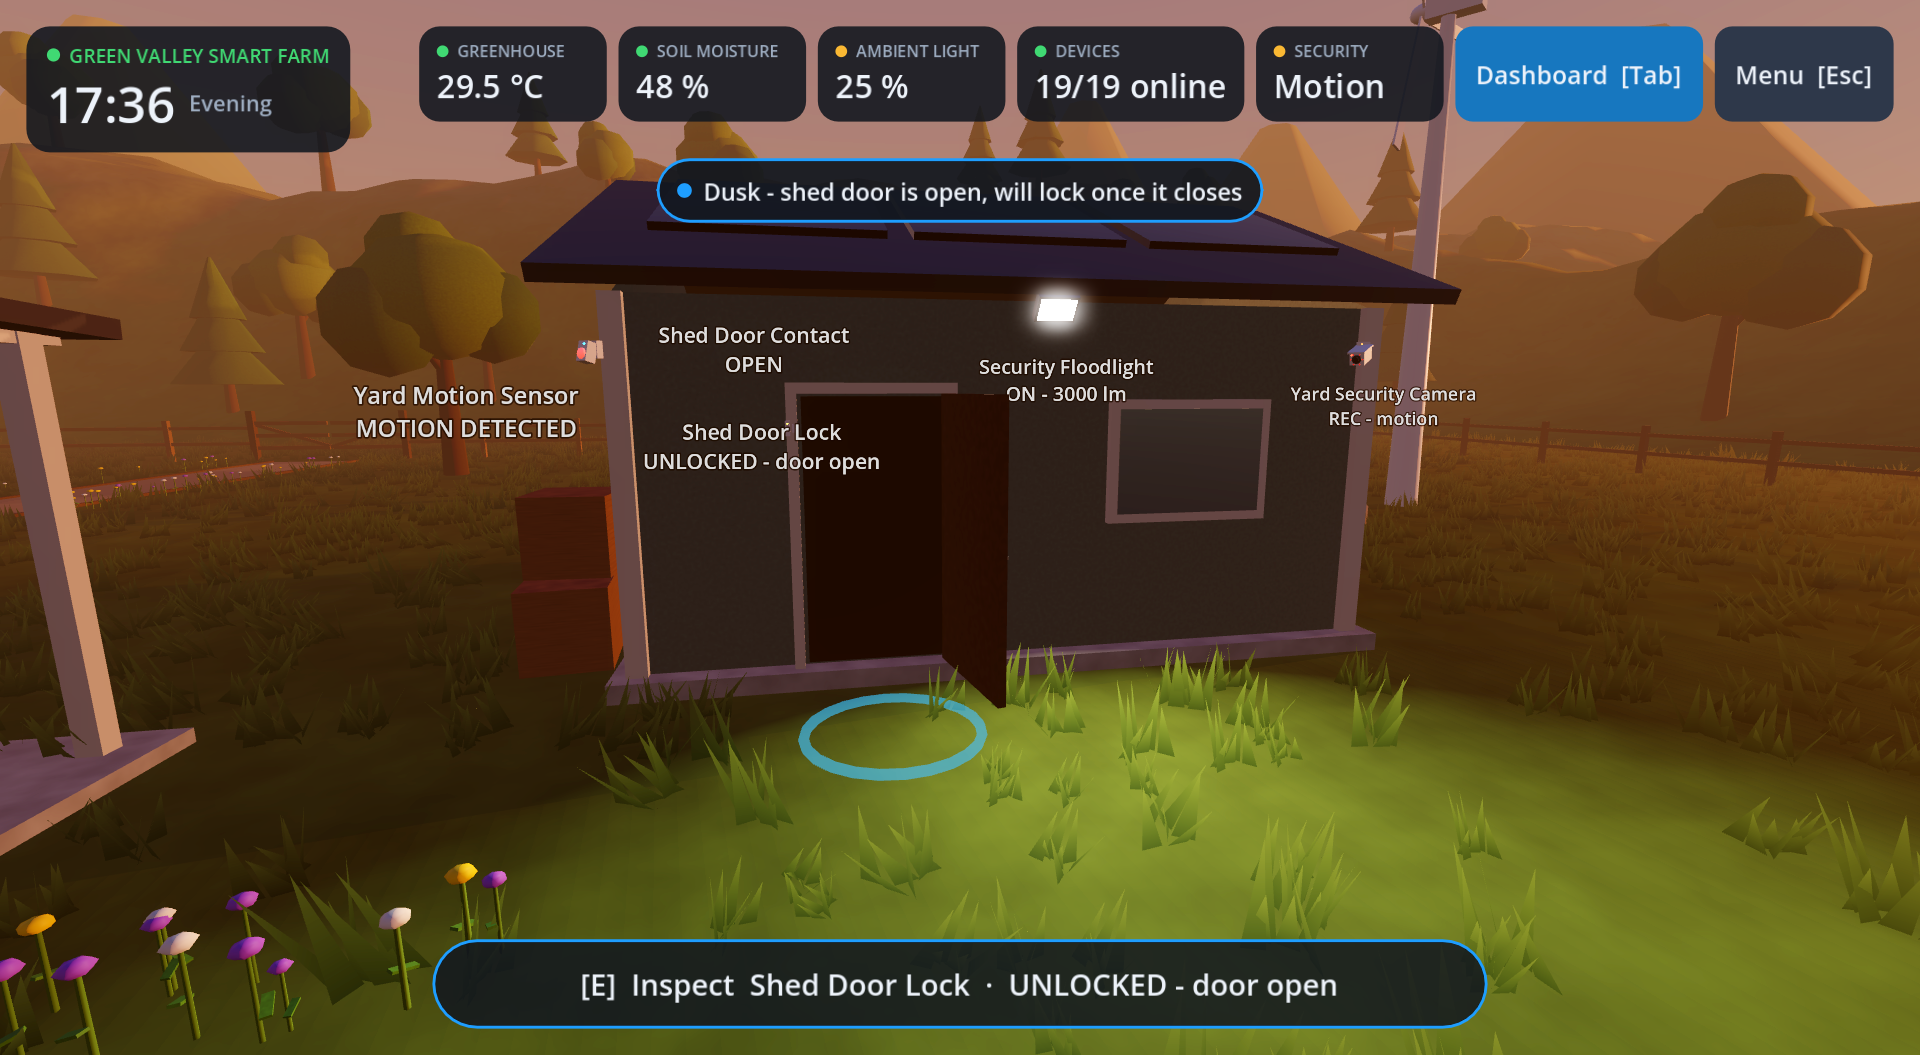 GREEN VALLEY SMART FARM
17:36 Evening
GREENHOUSE
29.5 °C
SOIL MOISTURE
48 %
AMBIENT LIGHT
25 %
DEVICES
19/19 online
SECURITY
Motion
Dashboard [Tab]
Menu [Esc]
Dusk - shed door is open, will lock once it closes
Shed Door Contact
OPEN
Security Floodlight
ON - 3000 lm
Yard Motion Sensor
MOTION DETECTED
Yard Security Camera
REC - motion
Shed Door Lock
UNLOCKED - door open
[E] Inspect Shed Door Lock · UNLOCKED - door open